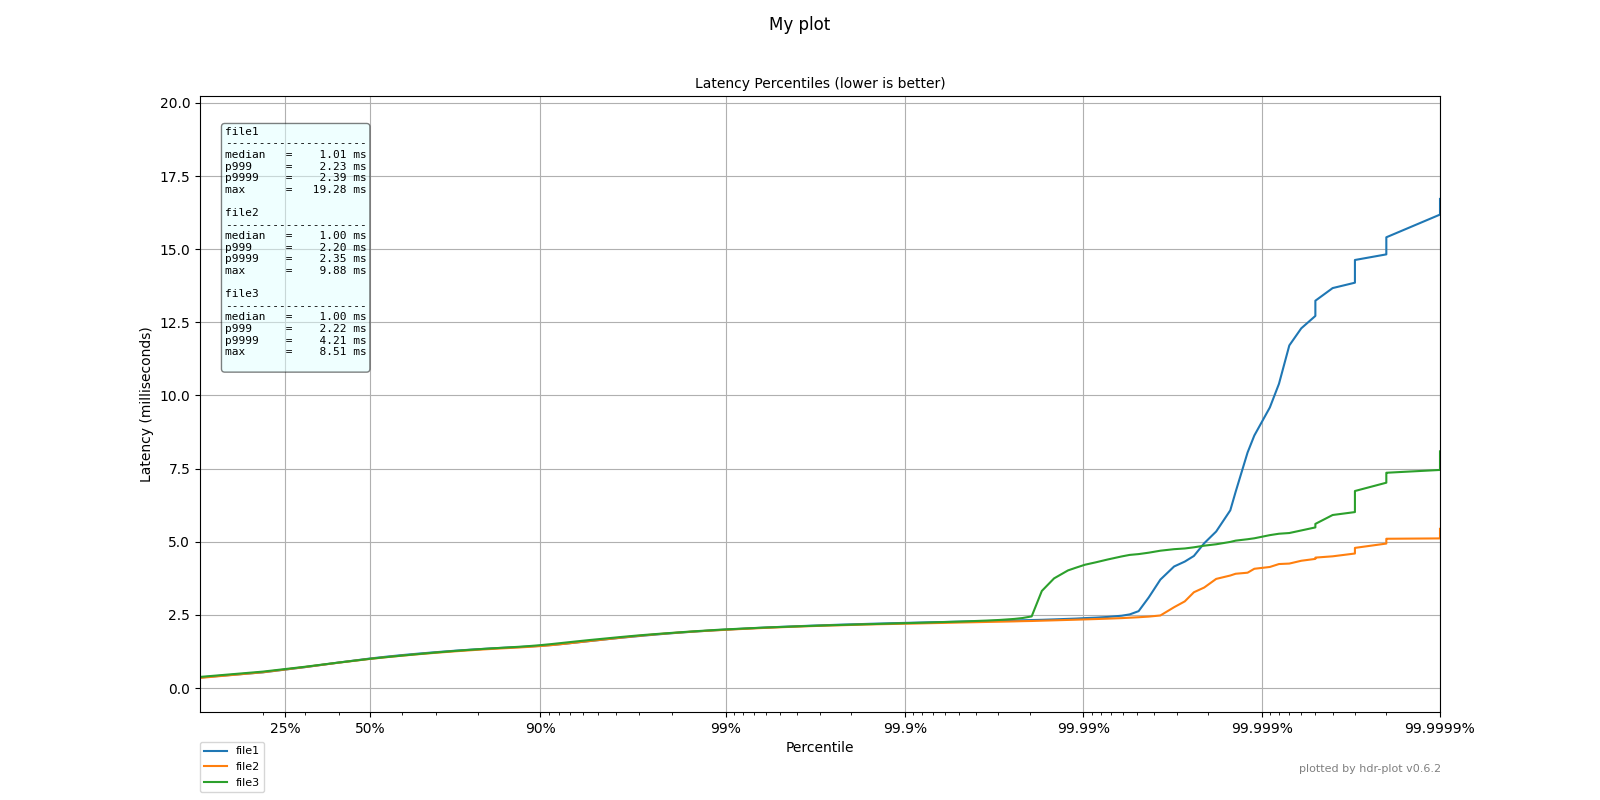 My plot
Latency Percentiles (lower is better)
20.0
17.5
15.0
12.5
10.0
7.5
5.0
2.5
0.0
Latency (milliseconds)
file1
---------------------
median = 1.01 ms
p999 = 2.23 ms
p9999 = 2.39 ms
max = 19.28 ms
file2
---------------------
median = 1.00 ms
p999 = 2.20 ms
p9999 = 2.35 ms
max = 9.88 ms
file3
---------------------
median = 1.00 ms
p999 = 2.22 ms
p9999 = 4.21 ms
max = 8.51 ms
25% 50% 90% 99% 99.9% 99.99% 99.999% 99.9999%
Percentile
file1
file2
file3
plotted by hdr-plot v0.6.2